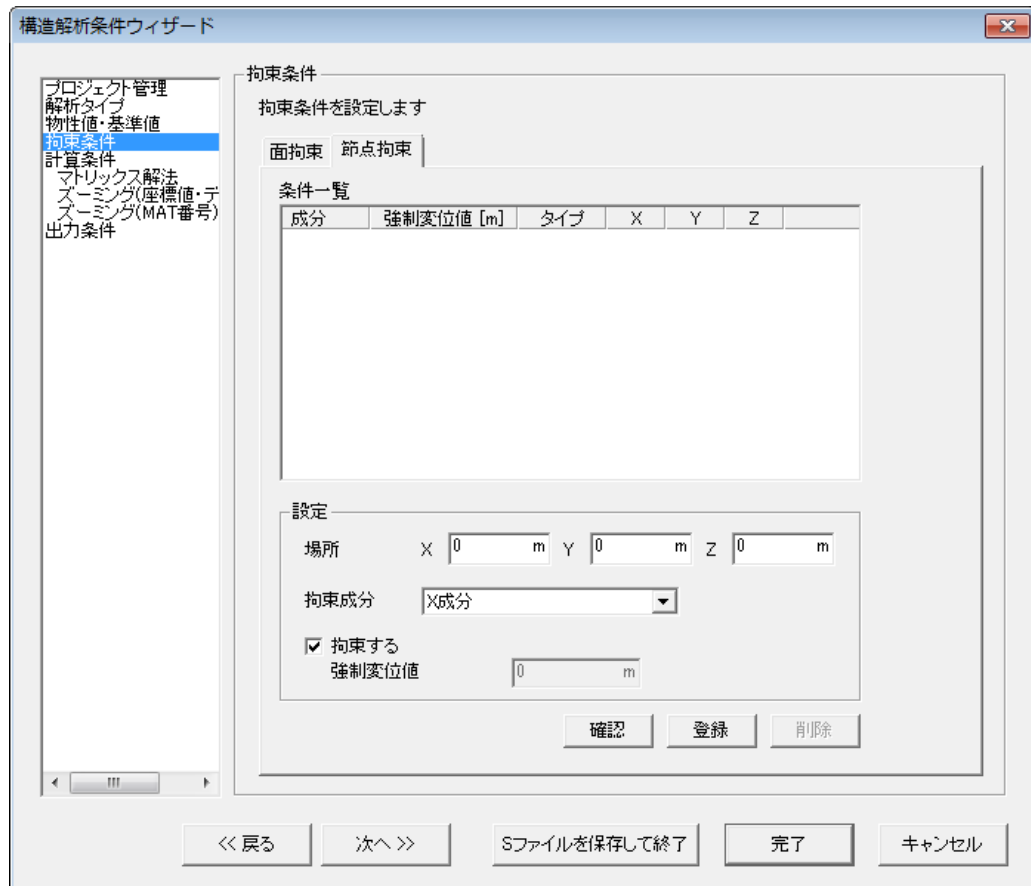 構造解析条件ウィザード
プロジェクト管理
解析タイプ
物性値・基準値
拘束条件
計算条件
マトリックス解法
ズーミング(座標値・デ
ズーミング(MAT番号)
出力条件
拘束条件
拘束条件を設定します
面拘束 節点拘束
条件一覧
成分 強制変位値 [m] タイプ X Y Z
設定
場所 X 0 m Y 0 m Z 0 m
拘束成分 X成分
拘束する
強制変位値 0 m
確認 登録 削除
<< 戻る 次へ >> Sファイルを保存して終了 完了 キャンセル